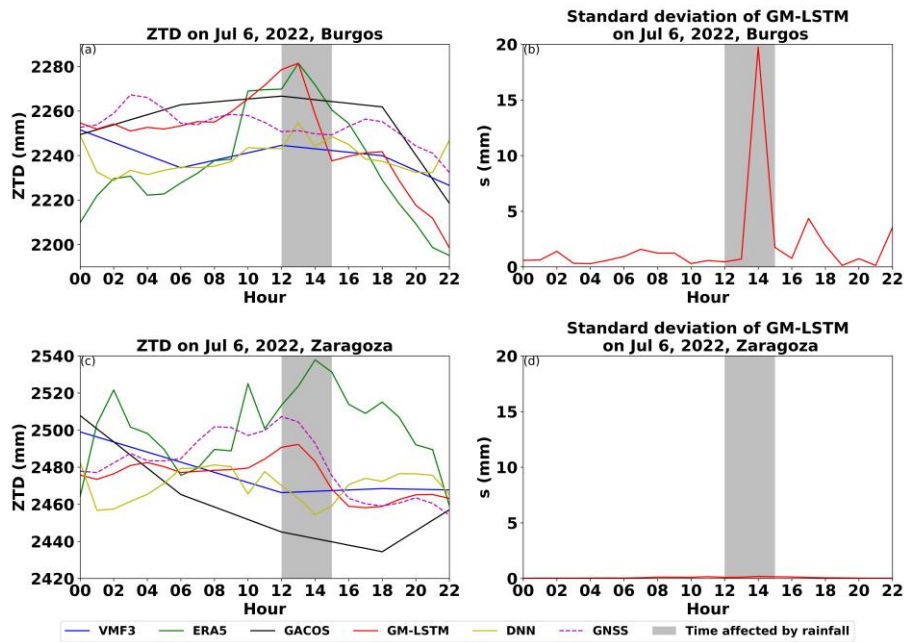 ZTD on Jul 6, 2022, Burgos
(a)
ZTD (mm)
2280
2260
2240
2220
2200
00 02 04 06 08 10 12 14 16 18 20 22
Hour
Standard deviation of GM-LSTM
on Jul 6, 2022, Burgos
(b)
s (mm)
20
15
10
5
0
00 02 04 06 08 10 12 14 16 18 20 22
Hour
ZTD on Jul 6, 2022, Zaragoza
(c)
ZTD (mm)
2540
2520
2500
2480
2460
2440
2420
00 02 04 06 08 10 12 14 16 18 20 22
Hour
Standard deviation of GM-LSTM
on Jul 6, 2022, Zaragoza
(d)
s (mm)
20
15
10
5
0
00 02 04 06 08 10 12 14 16 18 20 22
Hour
VMF3 ERA5 GACOS GM-LSTM DNN GNSS Time affected by rainfall